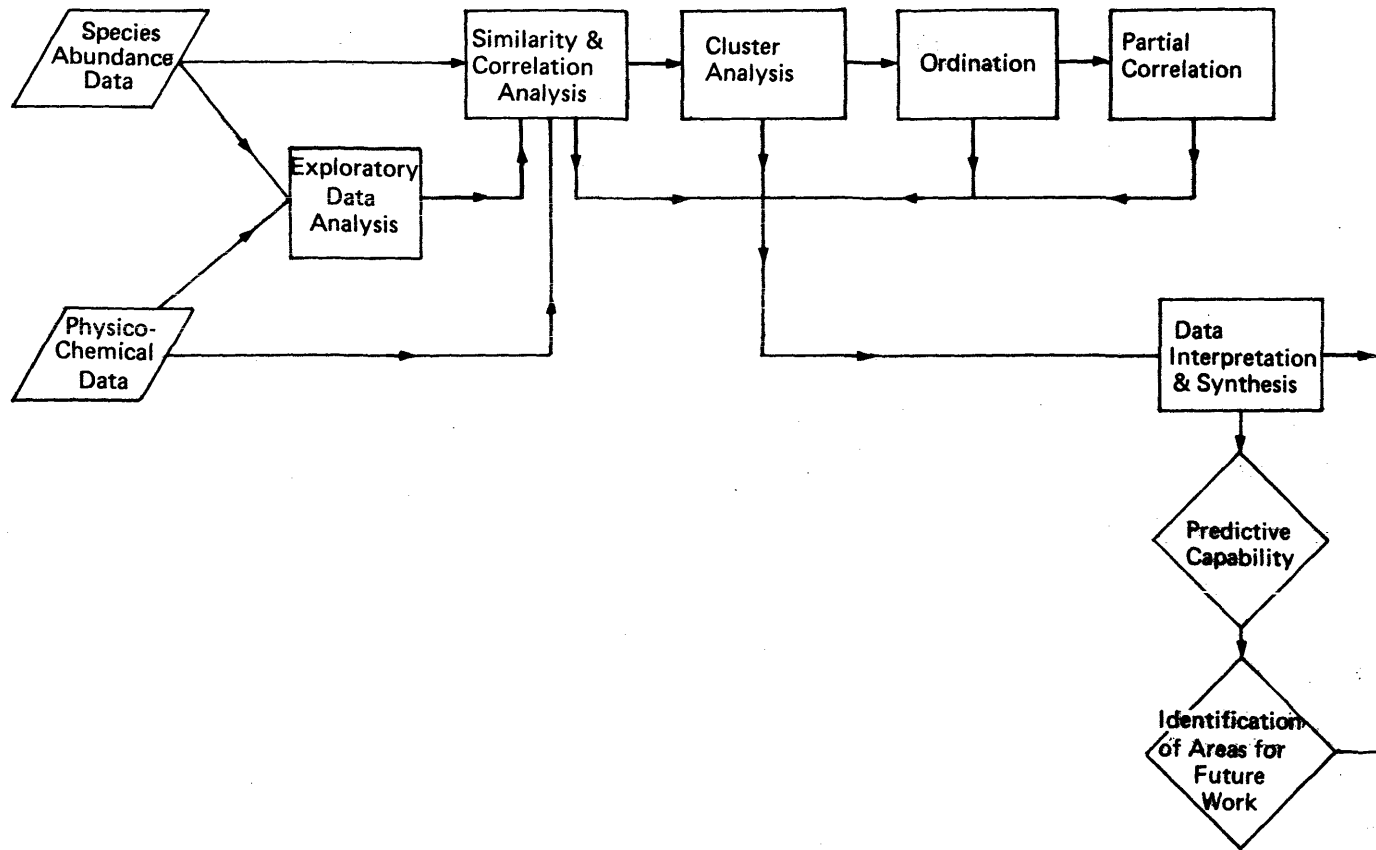 Species
Abundance
Data
Similarity &
Correlation
Analysis
Cluster
Analysis
Ordination
Partial
Correlation
Exploratory
Data
Analysis
Physico-
Chemical
Data
Data
Interpretation
& Synthesis
Predictive
Capability
Identification
of Areas for
Future
Work